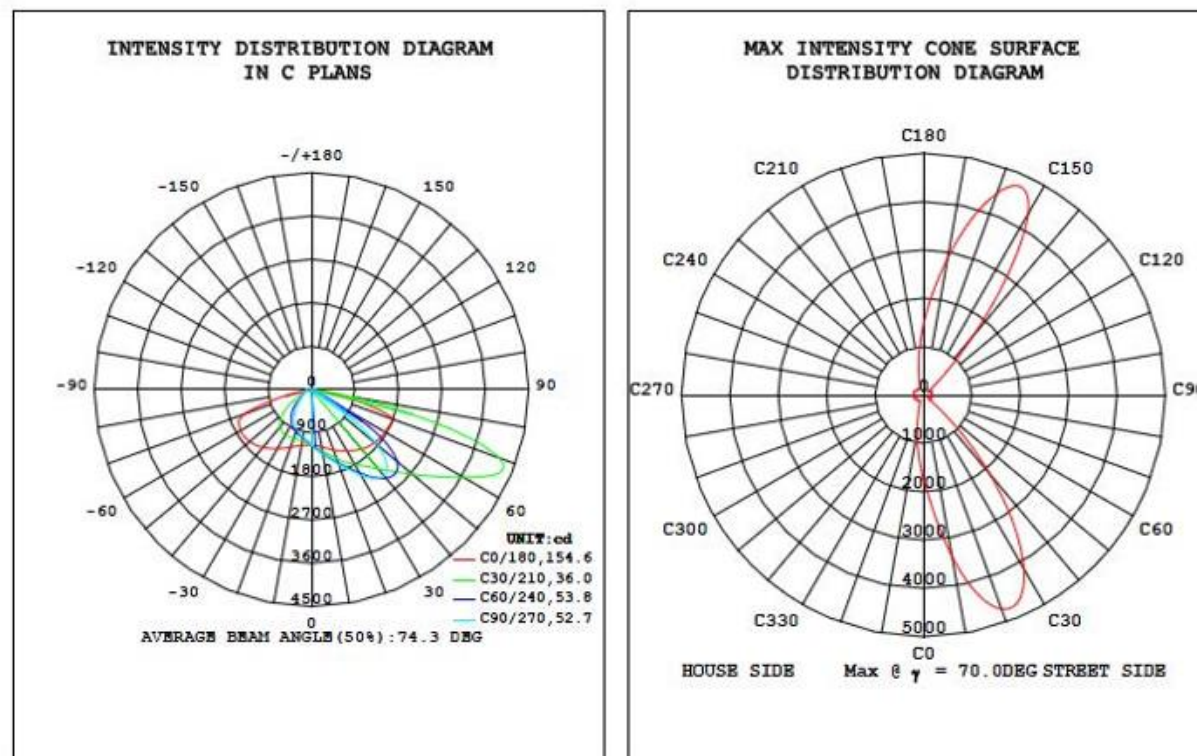 INTENSITY DISTRIBUTION DIAGRAM
IN C PLANS
-/+180
-150
150
-120
120
-90
90
-60
60
-30
30
0
0
900
1800
2700
3600
4500
UNIT:cd
C0/180,154.6
C30/210,36.0
C60/240,53.8
C90/270,52.7
AVERAGE BEAM ANGLE(50%):74.3 DEG
MAX INTENSITY CONE SURFACE
DISTRIBUTION DIAGRAM
C180
C210
C150
C240
C120
C270
C90
C300
C60
C330
C30
C0
0
1000
2000
3000
4000
5000
HOUSE SIDE
Max @ γ = 70.0DEG
STREET SIDE